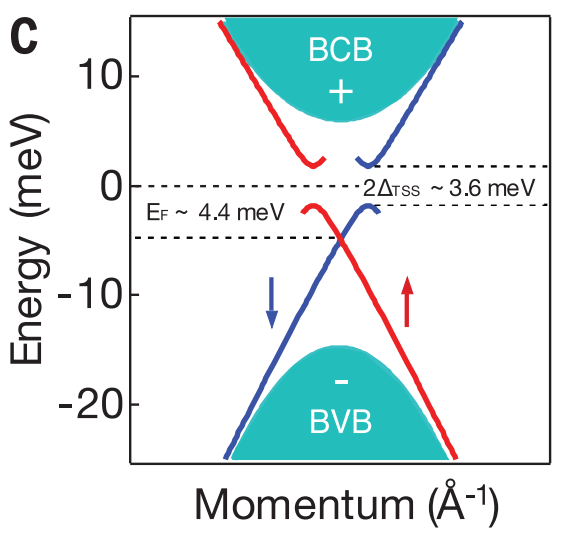 C
BCB
+
10
0
-10
-20
Energy (meV)
2ΔTSS ~ 3.6 meV
EF ~ 4.4 meV
-
BVB
Momentum (Å-1)